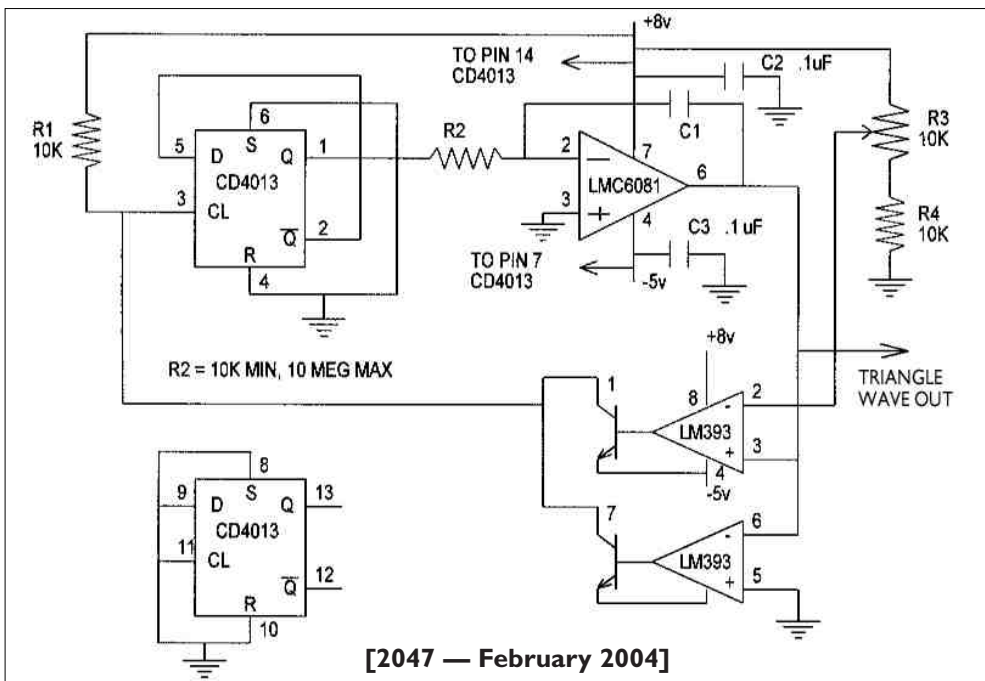 +8v
TO PIN 14
CD4013
C2 .1uF
R1
10K
6
S
5
D
Q
1
CD4013
3
CL
Q
2
R
4
R2
C1
2
−
7
6
LMC6081
3
+
4
C3 .1uF
TO PIN 7
CD4013
-5v
R3
10K
R4
10K
R2 = 10K MIN, 10 MEG MAX
+8v
TRIANGLE
WAVE OUT
1
8
-
2
LM393
+
3
4
-5v
7
-
6
LM393
+
5
8
9
D
S
Q
13
CD4013
11
CL
Q
12
R
10
[2047 — February 2004]